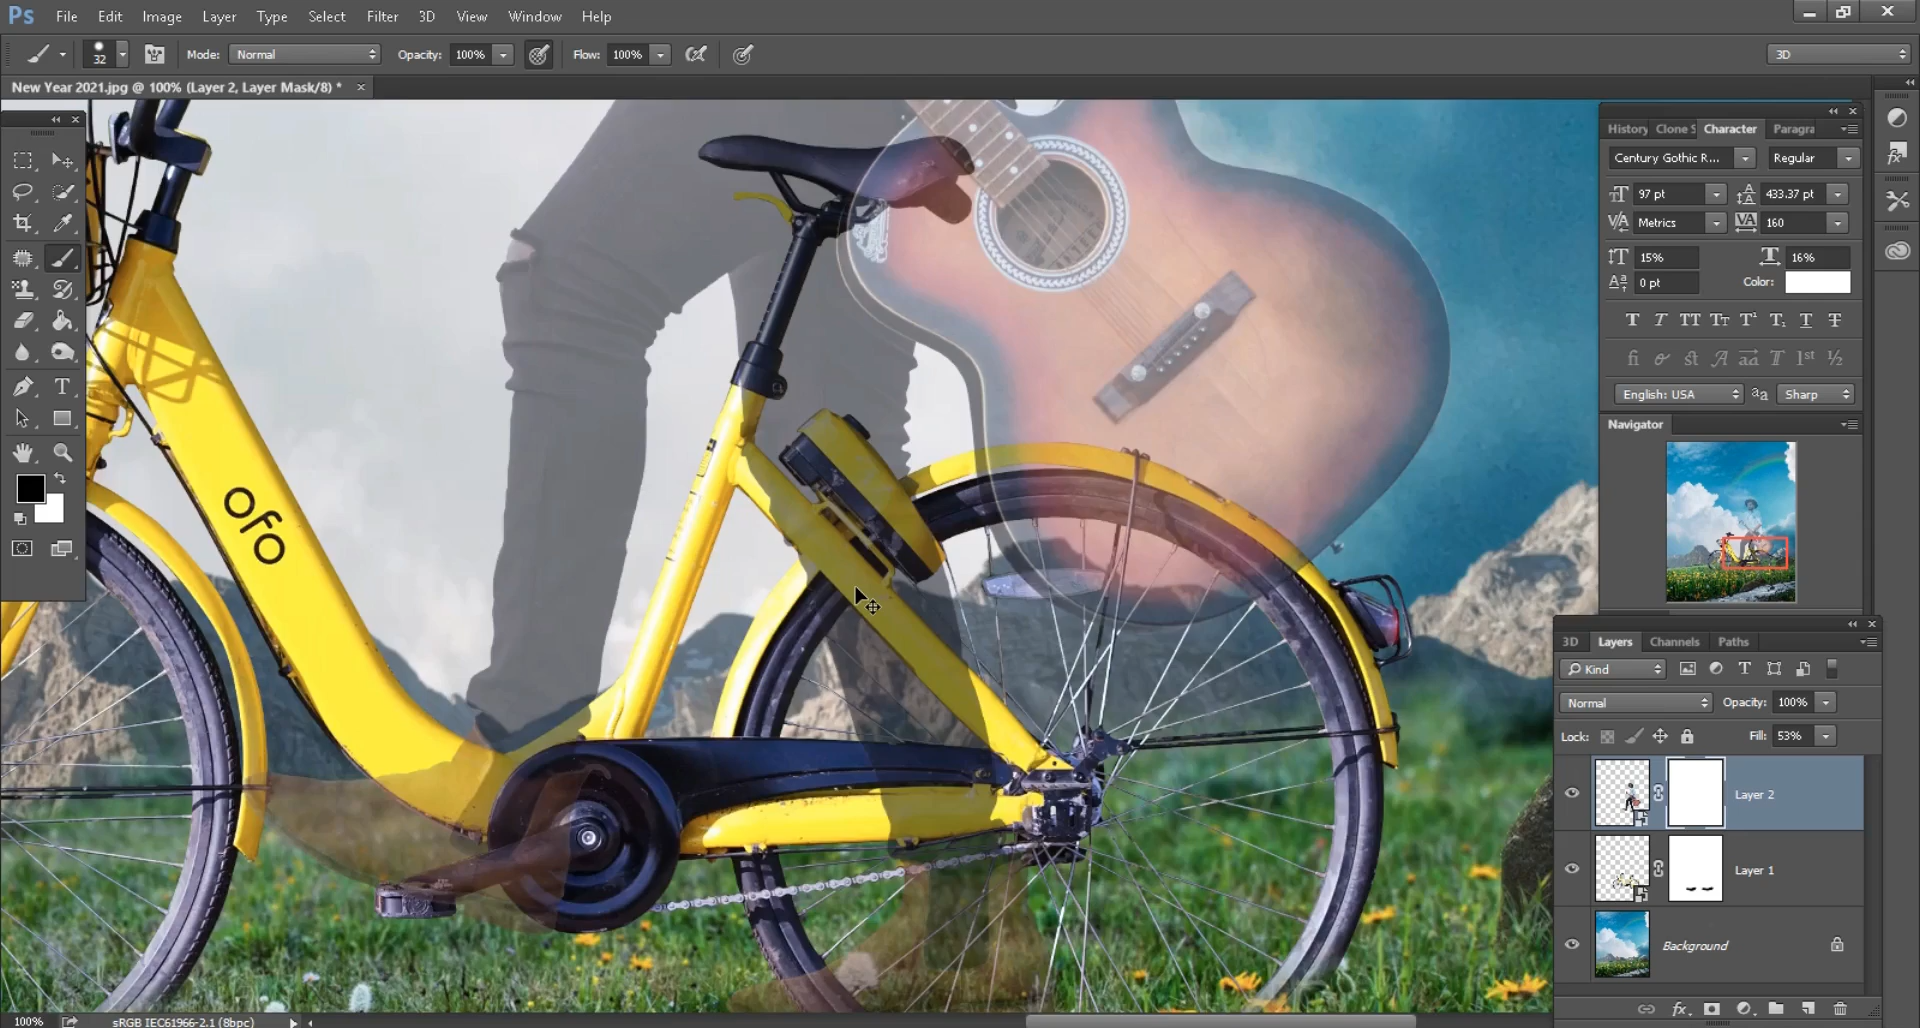 Ps File Edit Image Layer Type Select Filter 3D View Window Help
32 Mode: Normal Opacity: 100% Flow: 100% 3D
New Year 2021.jpg @ 100% (Layer 2, Layer Mask/8) *
History Clone S Character Paragra
Century Gothic R... Regular
97 pt 433.37 pt
Metrics 160
15% 16%
0 pt Color:
English: USA Sharp
Navigator
ofo
3D Layers Channels Paths
Kind
Normal Opacity: 100%
Lock: Fill: 53%
Layer 2
Layer 1
Background
100% sRGB IEC61966-2.1 (8bpc)